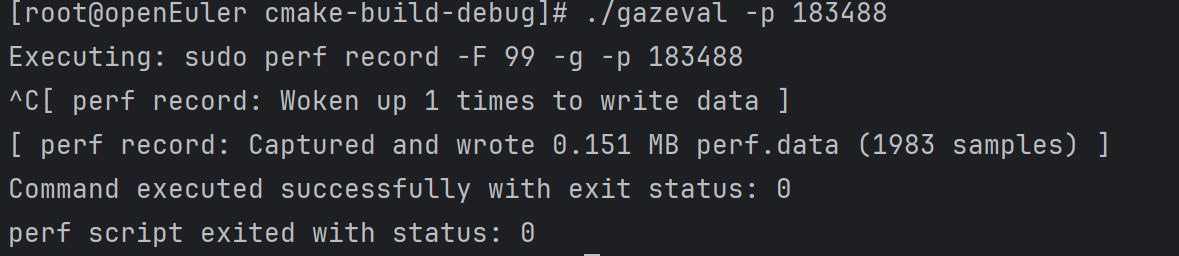 [root@openEuler cmake-build-debug]# ./gazeval -p 183488
Executing: sudo perf record -F 99 -g -p 183488
^C[ perf record: Woken up 1 times to write data ]
[ perf record: Captured and wrote 0.151 MB perf.data (1983 samples) ]
Command executed successfully with exit status: 0
perf script exited with status: 0